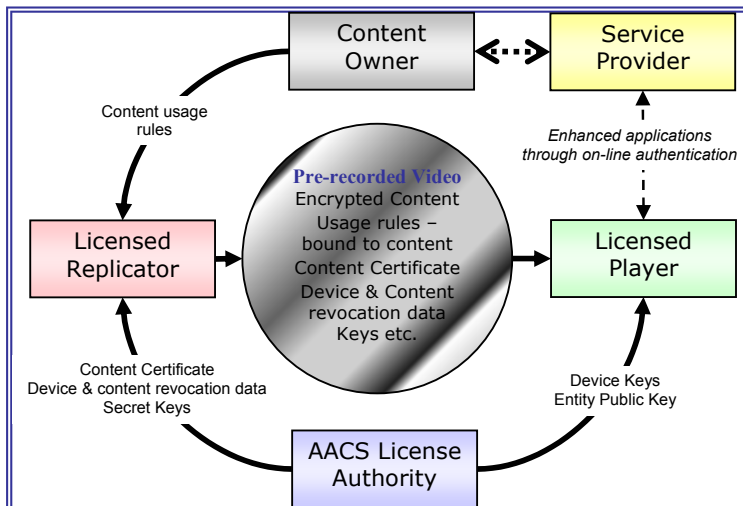 Content
Owner
Service
Provider
Content usage
rules
Enhanced applications
through on-line authentication
Pre-recorded Video
Encrypted Content
Usage rules –
bound to content
Content Certificate
Device & Content
revocation data
Keys etc.
Licensed
Replicator
Licensed
Player
Content Certificate
Device & content revocation data
Secret Keys
Device Keys
Entity Public Key
AACS License
Authority